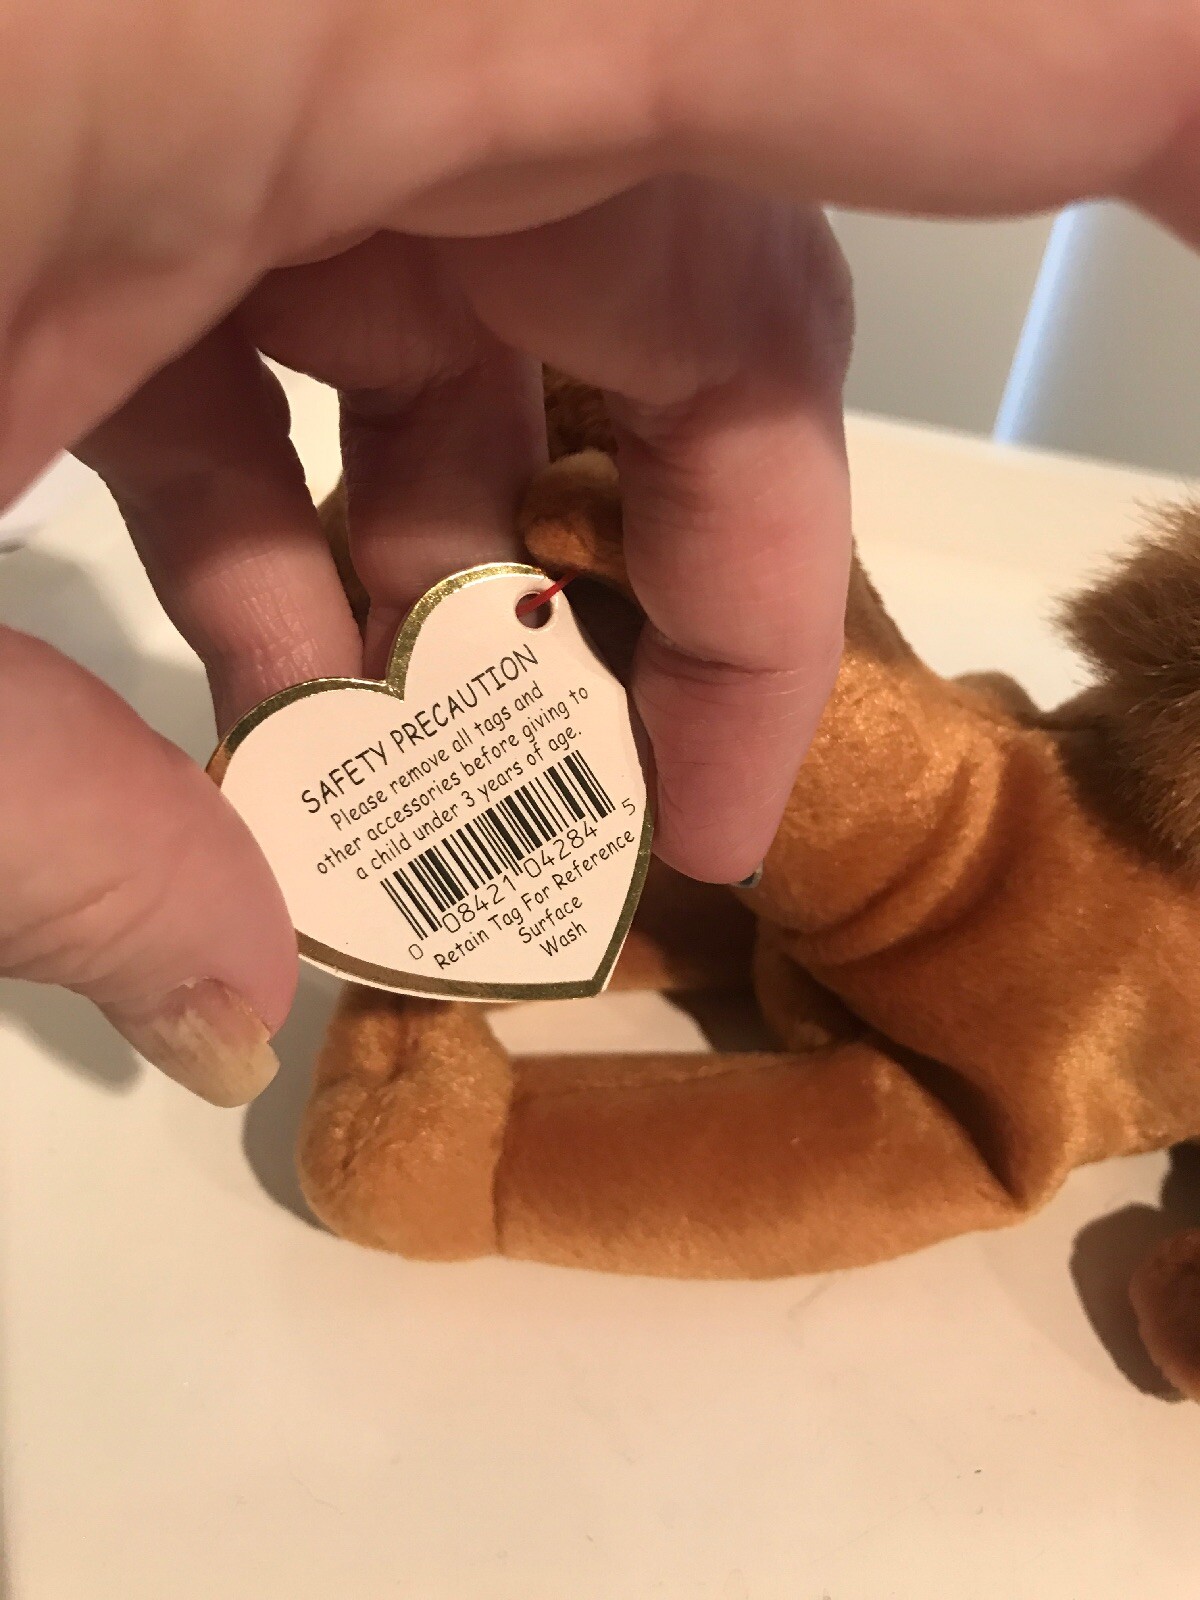 SAFETY PRECAUTION
Please remove all tags and
other accessories before giving to
a child under 3 years of age.
0 08421 04284 5
Retain Tag For Reference
Surface
Wash